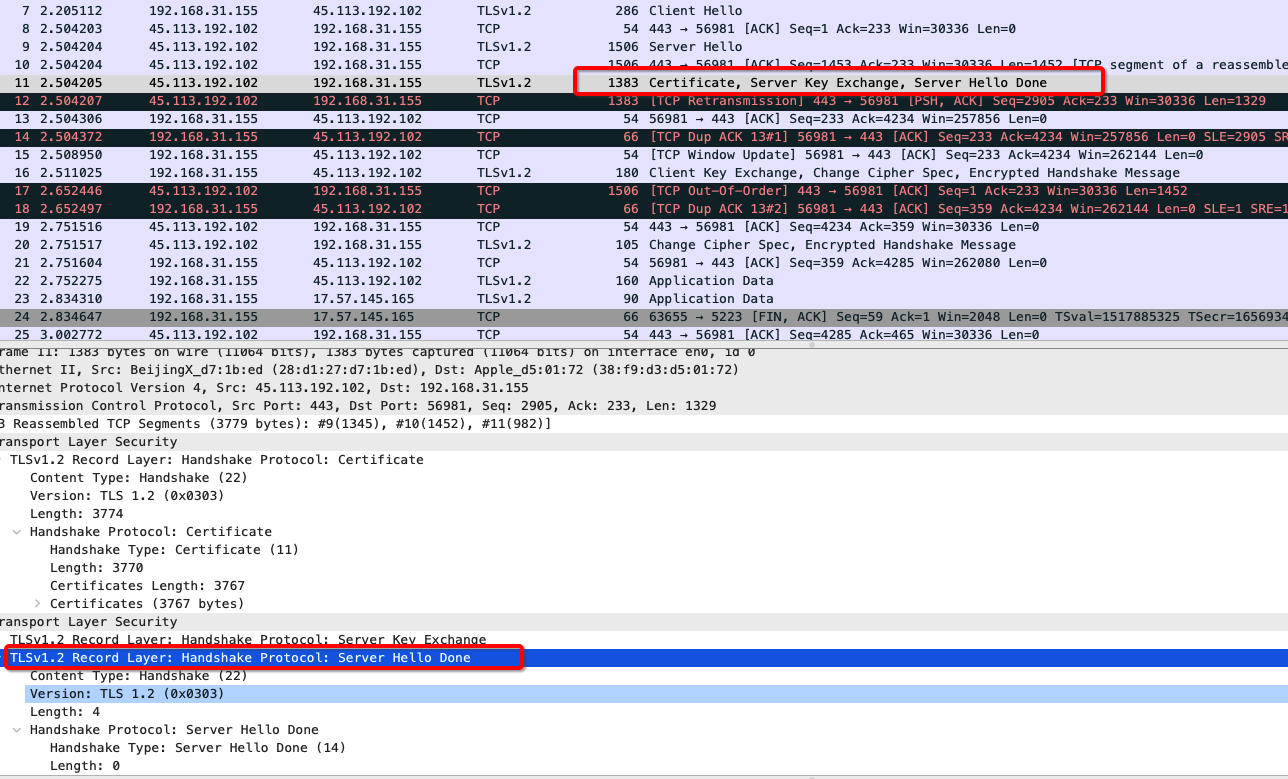 7 2.205112 192.168.31.155 45.113.192.102 TLSv1.2 286 Client Hello
8 2.504203 45.113.192.102 192.168.31.155 TCP 54 443 → 56981 [ACK] Seq=1 Ack=233 Win=30336 Len=0
9 2.504204 45.113.192.102 192.168.31.155 TLSv1.2 1506 Server Hello
10 2.504204 45.113.192.102 192.168.31.155 TCP 1506 443 → 56981 [ACK] Seq=1453 Ack=233 Win=30336 Len=1452 [TCP segment of a reassemble
11 2.504205 45.113.192.102 192.168.31.155 TLSv1.2 1383 Certificate, Server Key Exchange, Server Hello Done
12 2.504207 45.113.192.102 192.168.31.155 TCP 1383 [TCP Retransmission] 443 → 56981 [PSH, ACK] Seq=2905 Ack=233 Win=30336 Len=1329
13 2.504306 192.168.31.155 45.113.192.102 TCP 54 56981 → 443 [ACK] Seq=233 Ack=4234 Win=257856 Len=0
14 2.504372 192.168.31.155 45.113.192.102 TCP 66 [TCP Dup ACK 13#1] 56981 → 443 [ACK] Seq=233 Ack=4234 Win=257856 Len=0 SLE=2905 SR
15 2.508950 192.168.31.155 45.113.192.102 TCP 54 [TCP Window Update] 56981 → 443 [ACK] Seq=233 Ack=4234 Win=262144 Len=0
16 2.511025 192.168.31.155 45.113.192.102 TLSv1.2 180 Client Key Exchange, Change Cipher Spec, Encrypted Handshake Message
17 2.652446 45.113.192.102 192.168.31.155 TCP 1506 [TCP Out-Of-Order] 443 → 56981 [ACK] Seq=1 Ack=233 Win=30336 Len=1452
18 2.652497 192.168.31.155 45.113.192.102 TCP 66 [TCP Dup ACK 13#2] 56981 → 443 [ACK] Seq=359 Ack=4234 Win=262144 Len=0 SLE=1 SRE=1
19 2.751516 45.113.192.102 192.168.31.155 TCP 54 443 → 56981 [ACK] Seq=4234 Ack=359 Win=30336 Len=0
20 2.751517 45.113.192.102 192.168.31.155 TLSv1.2 105 Change Cipher Spec, Encrypted Handshake Message
21 2.751604 192.168.31.155 45.113.192.102 TCP 54 56981 → 443 [ACK] Seq=359 Ack=4285 Win=262080 Len=0
22 2.752275 192.168.31.155 45.113.192.102 TLSv1.2 160 Application Data
23 2.834310 192.168.31.155 17.57.145.165 TLSv1.2 90 Application Data
24 2.834647 192.168.31.155 17.57.145.165 TCP 66 63655 → 5223 [FIN, ACK] Seq=59 Ack=1 Win=2048 Len=0 TSval=1517885325 TSecr=1656934
25 3.002772 45.113.192.102 192.168.31.155 TCP 54 443 → 56981 [ACK] Seq=4285 Ack=465 Win=30336 Len=0
rame 11: 1383 bytes on wire (11064 bits), 1383 bytes captured (11064 bits) on interface en0, id 0
thernet II, Src: BeijingX_d7:1b:ed (28:d1:27:d7:1b:ed), Dst: Apple_d5:01:72 (38:f9:d3:d5:01:72)
nternet Protocol Version 4, Src: 45.113.192.102, Dst: 192.168.31.155
ransmission Control Protocol, Src Port: 443, Dst Port: 56981, Seq: 2905, Ack: 233, Len: 1329
3 Reassembled TCP Segments (3779 bytes): #9(1345), #10(1452), #11(982)]
ransport Layer Security
TLSv1.2 Record Layer: Handshake Protocol: Certificate
Content Type: Handshake (22)
Version: TLS 1.2 (0x0303)
Length: 3774
Handshake Protocol: Certificate
Handshake Type: Certificate (11)
Length: 3770
Certificates Length: 3767
Certificates (3767 bytes)
ransport Layer Security
TLSv1.2 Record Layer: Handshake Protocol: Server Key Exchange
TLSv1.2 Record Layer: Handshake Protocol: Server Hello Done
Content Type: Handshake (22)
Version: TLS 1.2 (0x0303)
Length: 4
Handshake Protocol: Server Hello Done
Handshake Type: Server Hello Done (14)
Length: 0